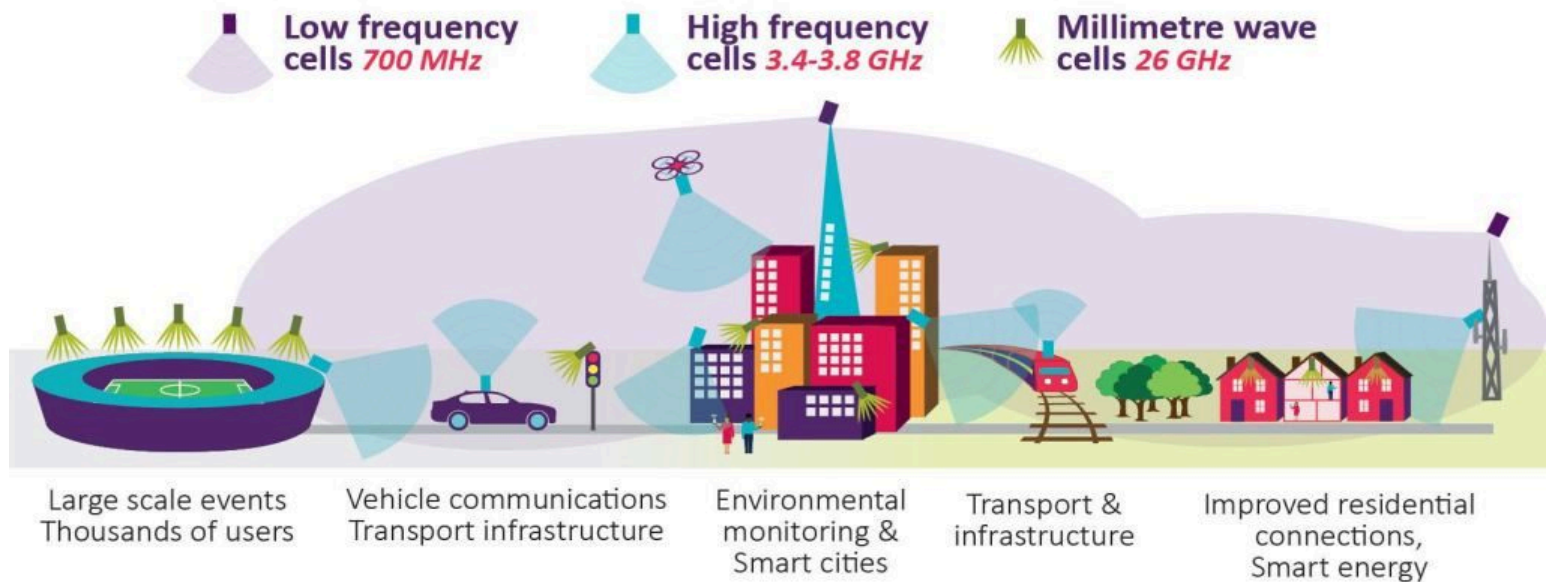 Low frequency
cells 700 MHz
High frequency
cells 3.4-3.8 GHz
Millimetre wave
cells 26 GHz
Large scale events
Thousands of users
Vehicle communications
Transport infrastructure
Environmental
monitoring &
Smart cities
Transport &
infrastructure
Improved residential
connections,
Smart energy